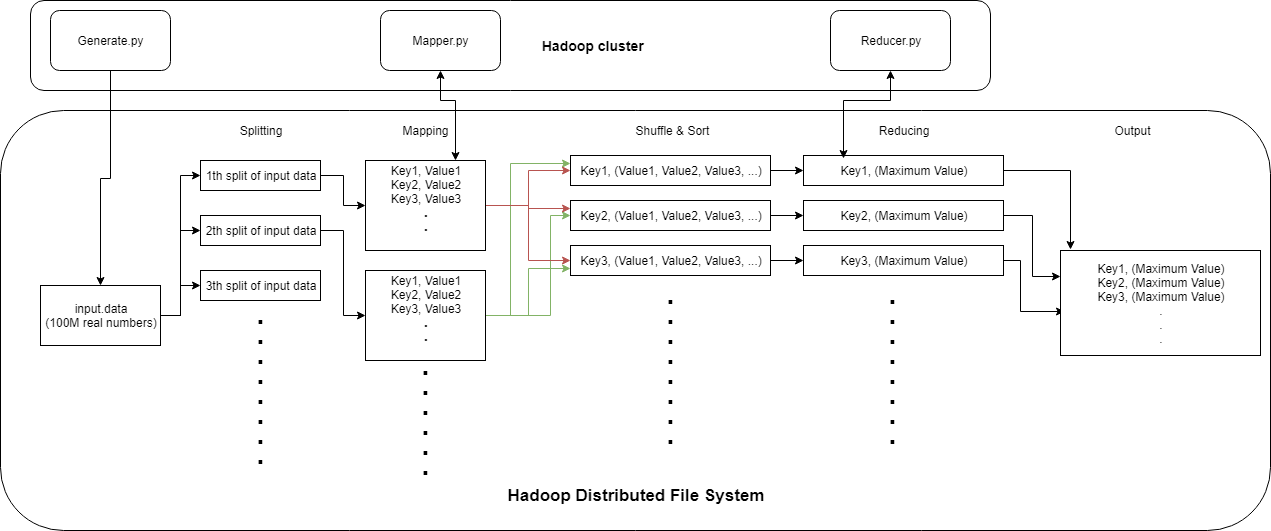 Generate.py
Mapper.py
Hadoop cluster
Reducer.py
Splitting
Mapping
Shuffle & Sort
Reducing
Output
1th split of input data
2th split of input data
3th split of input data
input.data
(100M real numbers)
Key1, Value1
Key2, Value2
Key3, Value3
.
.
Key1, Value1
Key2, Value2
Key3, Value3
.
.
Key1, (Value1, Value2, Value3, ...)
Key2, (Value1, Value2, Value3, ...)
Key3, (Value1, Value2, Value3, ...)
Key1, (Maximum Value)
Key2, (Maximum Value)
Key3, (Maximum Value)
Key1, (Maximum Value)
Key2, (Maximum Value)
Key3, (Maximum Value)
.
.
.
Hadoop Distributed File System